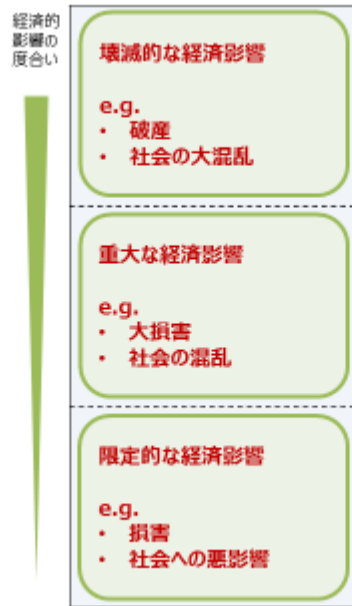 経済的
影響の
度合い
壊滅的な経済影響
e.g.
• 破産
• 社会の大混乱
重大な経済影響
e.g.
• 大損害
• 社会の混乱
限定的な経済影響
e.g.
• 損害
• 社会への悪影響